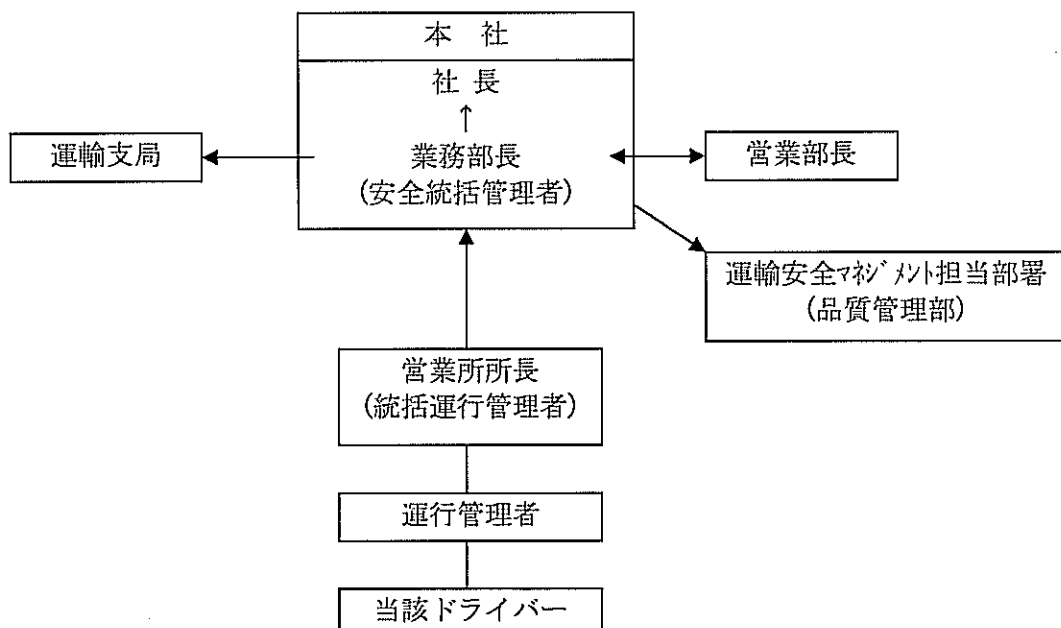 本 社
社 長
↑
運輸支局
業務部長
(安全統括管理者)
営業部長
運輸安全ﾏﾈｼﾞﾒﾝﾄ担当部署
(品質管理部)
営業所所長
(統括運行管理者)
運行管理者
当該ドライバー